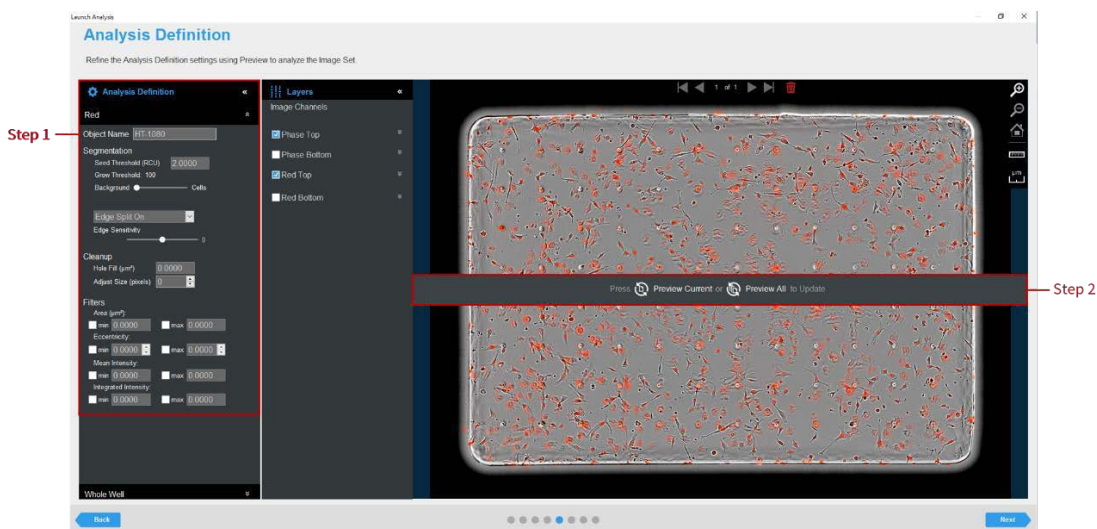 Launch Analysis
Analysis Definition
Refine the Analysis Definition settings using Preview to analyze the Image Set.
Step 1
Analysis Definition
Red
Object Name HT-1080
Segmentation
Seed Threshold (RCU) 2.0000
Grow Threshold: 100
Background Cells
Edge Split On
Edge Sensitivity
0
Cleanup
Hole Fill (µm²) 0.0000
Adjust Size (pixels) 0
Filters
Area (µm²):
min 0.0000 max 0.0000
Eccentricity:
min 0.0000 max 0.0000
Mean Intensity:
min 0.0000 max 0.0000
Integrated Intensity:
min 0.0000 max 0.0000
Whole Well
Layers
Image Channels
Phase Top
Phase Bottom
Red Top
Red Bottom
1 of 1
µm
Press Preview Current or Preview All to Update
Step 2
Back
Next